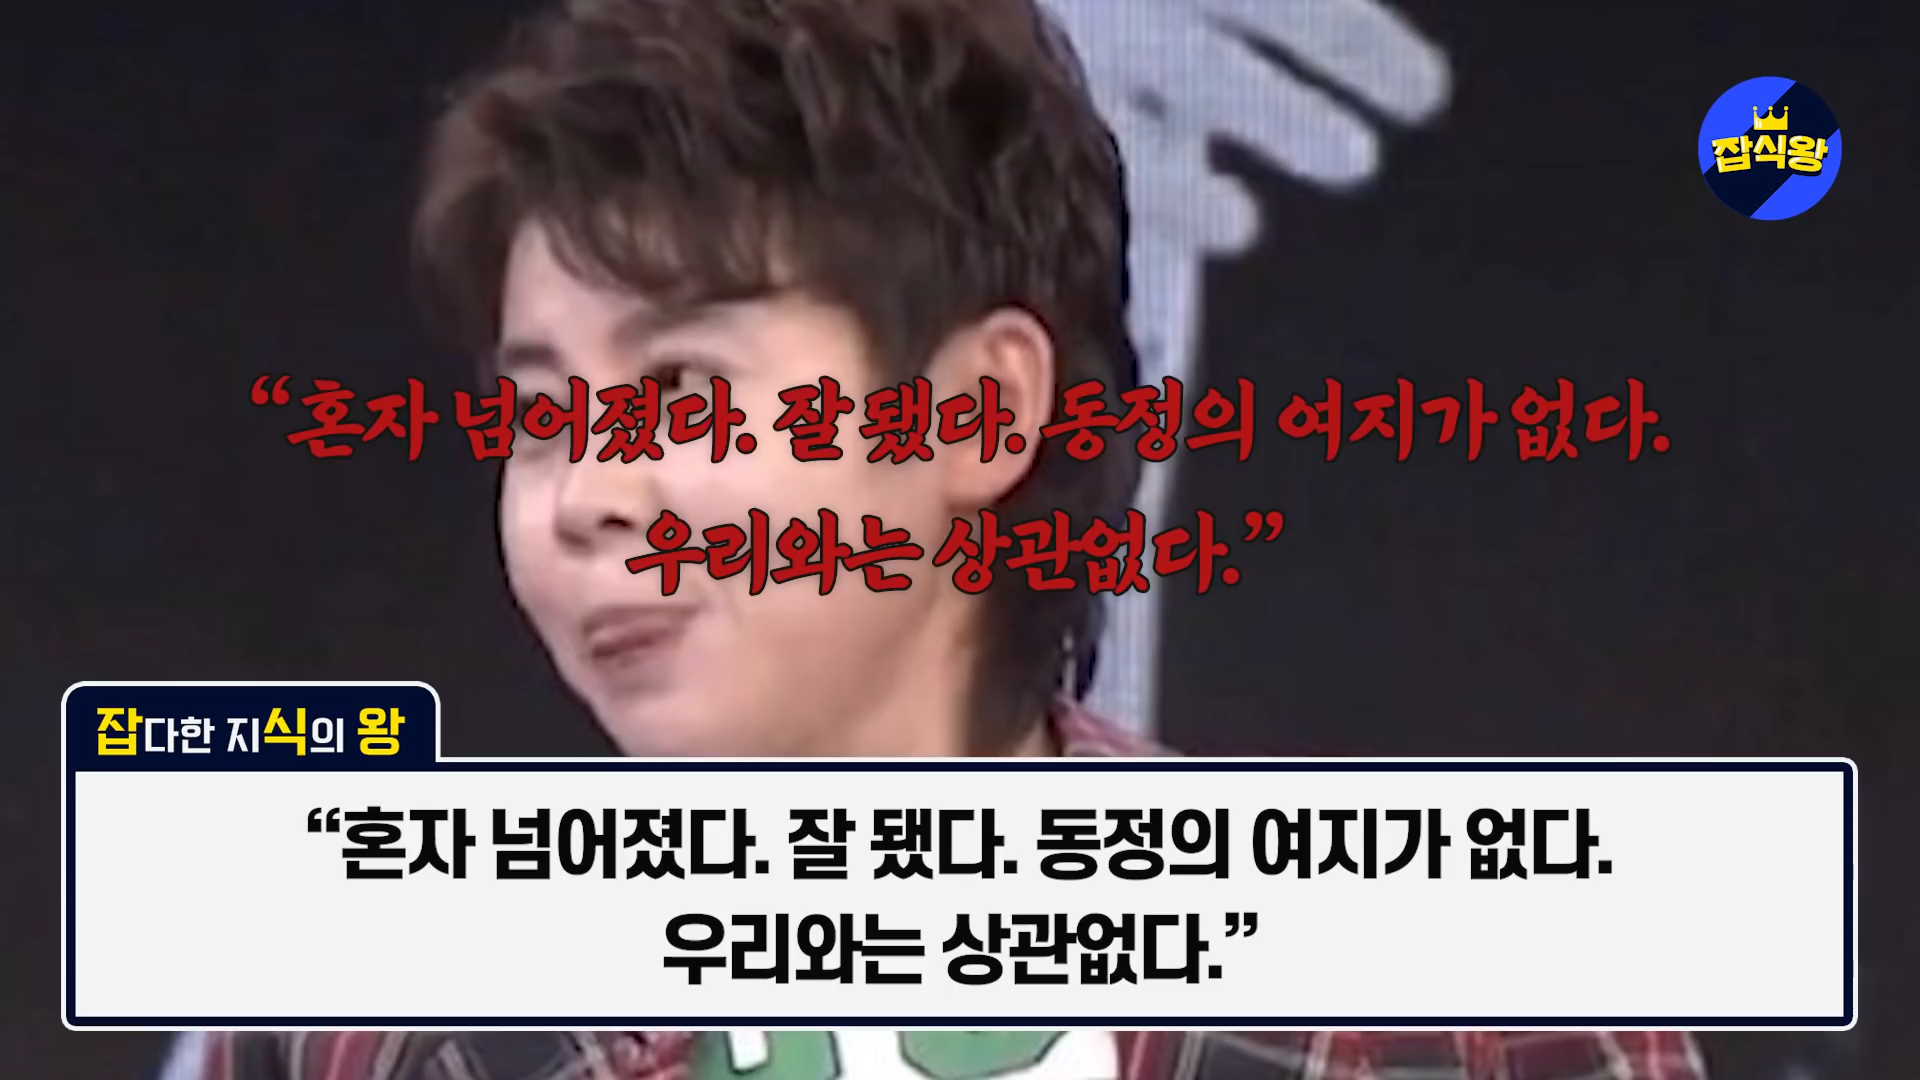 잡식왕
“혼자 넘어졌다. 잘 됐다. 동정의 여지가 없다.
우리와는 상관없다.”
잡다한 지식의 왕
“혼자 넘어졌다. 잘 됐다. 동정의 여지가 없다.
우리와는 상관없다.”